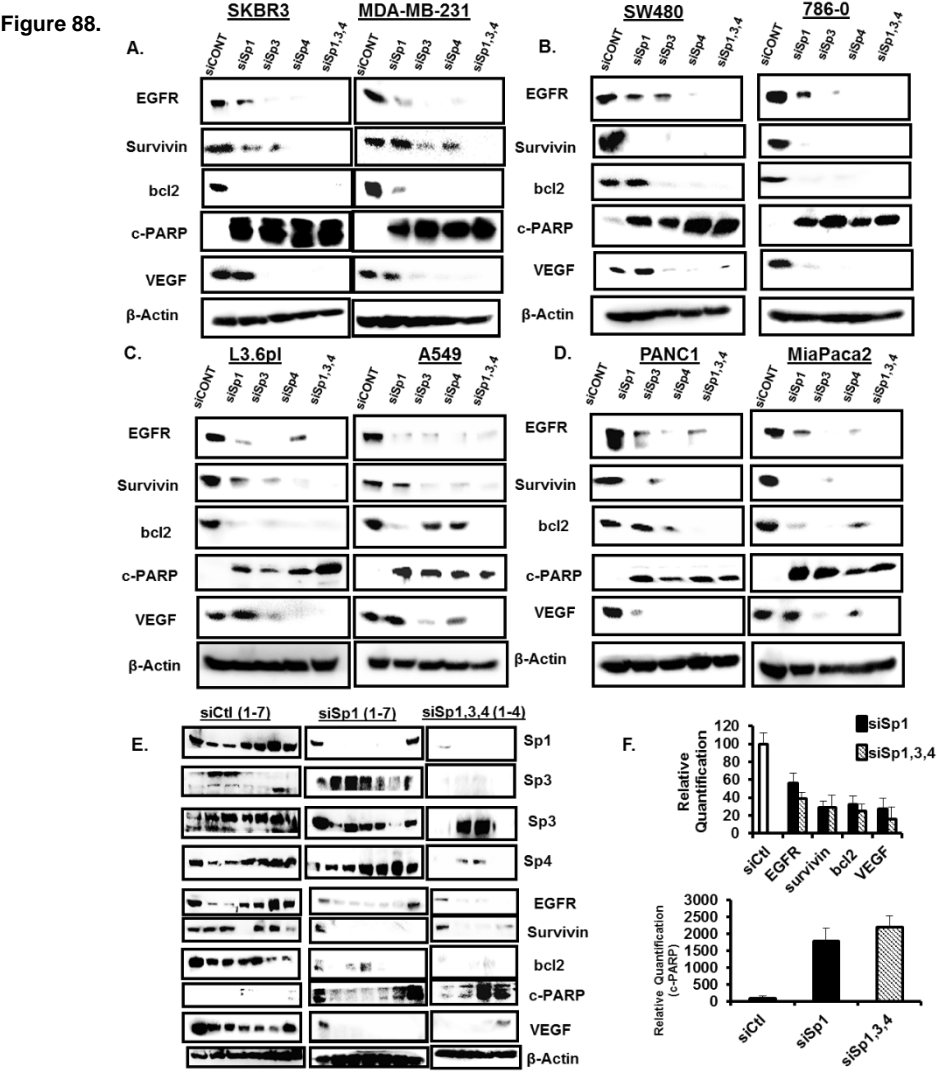 Figure 88.
SKBR3 MDA-MB-231
A.
siCONT siSp1 siSp3 siSp4 siCONT siSp1 siSp3 siSp4 siSp1,3,4
EGFR
Survivin
bcl2
c-PARP
VEGF
β-Actin
SW480 786-0
B.
siCONT siSp1 siSp3 siSp4 siSp1,3,4 siCONT siSp1 siSp3 siSp4 siSp1,3,4
EGFR
Survivin
bcl2
c-PARP
VEGF
β-Actin
C.
L3.6pl A549
siCONT siSp1 siSp3 siSp4 siSp1,3,4 siCONT siSp1 siSp3 siSp4 siSp1,3,4
EGFR
Survivin
bcl2
c-PARP
VEGF
β-Actin
D.
PANC1 MiaPaca2
siCONT siSp1 siSp3 siSp4 siSp1,3,4 siCONT siSp1 siSp3 siSp4 siSp1,3,4
EGFR
Survivin
bcl2
c-PARP
VEGF
β-Actin
siCtl (1-7) siSp1 (1-7) siSp1,3,4 (1-4)
E.
Sp1
Sp3
Sp3
Sp4
EGFR
Survivin
bcl2
c-PARP
VEGF
β-Actin
F.
siSp1
siSp1,3,4
Relative
Quantification
120
100
80
60
40
20
0
siCtl EGFR survivin bcl2 VEGF
Relative Quantification
(c-PARP)
3000
2500
2000
1500
1000
500
0
siCtl siSp1 siSp1,3,4